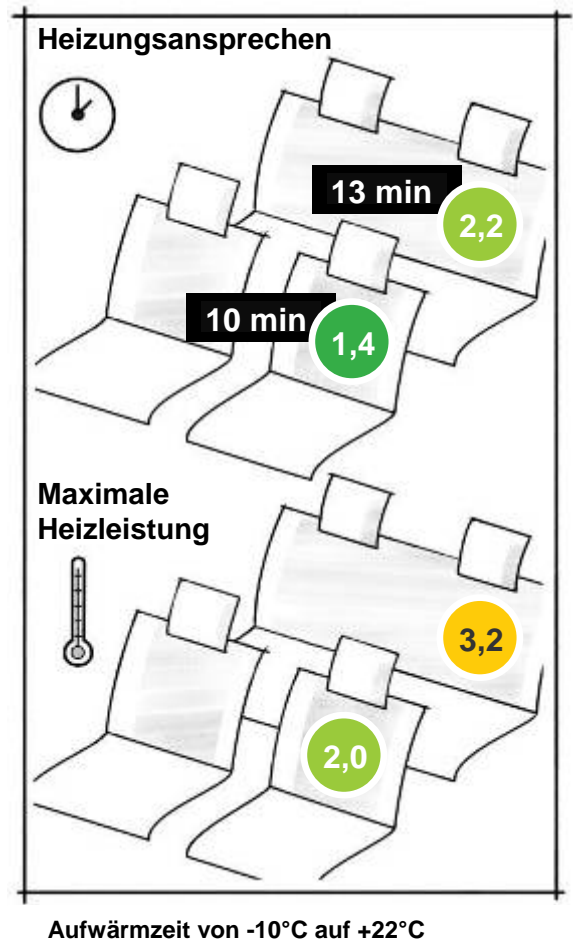 Heizungsansprechen
13 min
2,2
10 min
1,4
Maximale
Heizleistung
3,2
2,0
Aufwärmzeit von -10°C auf +22°C